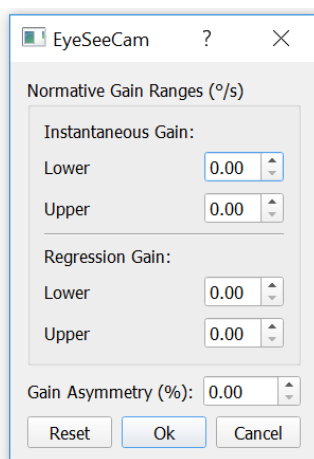 EyeSeeCam ?
Normative Gain Ranges (°/s)
Instantaneous Gain:
Lower 0.00
Upper 0.00
Regression Gain:
Lower 0.00
Upper 0.00
Gain Asymmetry (%): 0.00
Reset Ok Cancel